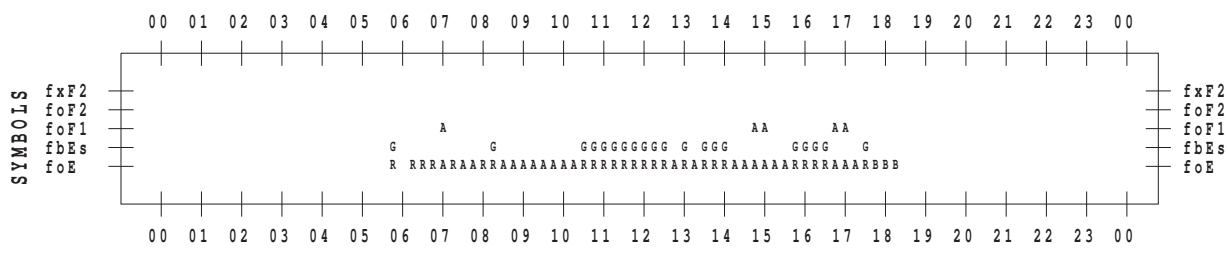 00 01 02 03 04 05 06 07 08 09 10 11 12 13 14 15 16 17 18 19 20 21 22 23 00
SYMBOLS
fxF2 fxF2
foF2 foF2
foF1 A AA AA foF1
fbEs G G GGGGGGGGG G GGG GGGG G fbEs
foE R RRRARAARRAAAAAAAARRRRRRRRRARARRRAAAAAARRRRAAARBBB foE
00 01 02 03 04 05 06 07 08 09 10 11 12 13 14 15 16 17 18 19 20 21 22 23 00